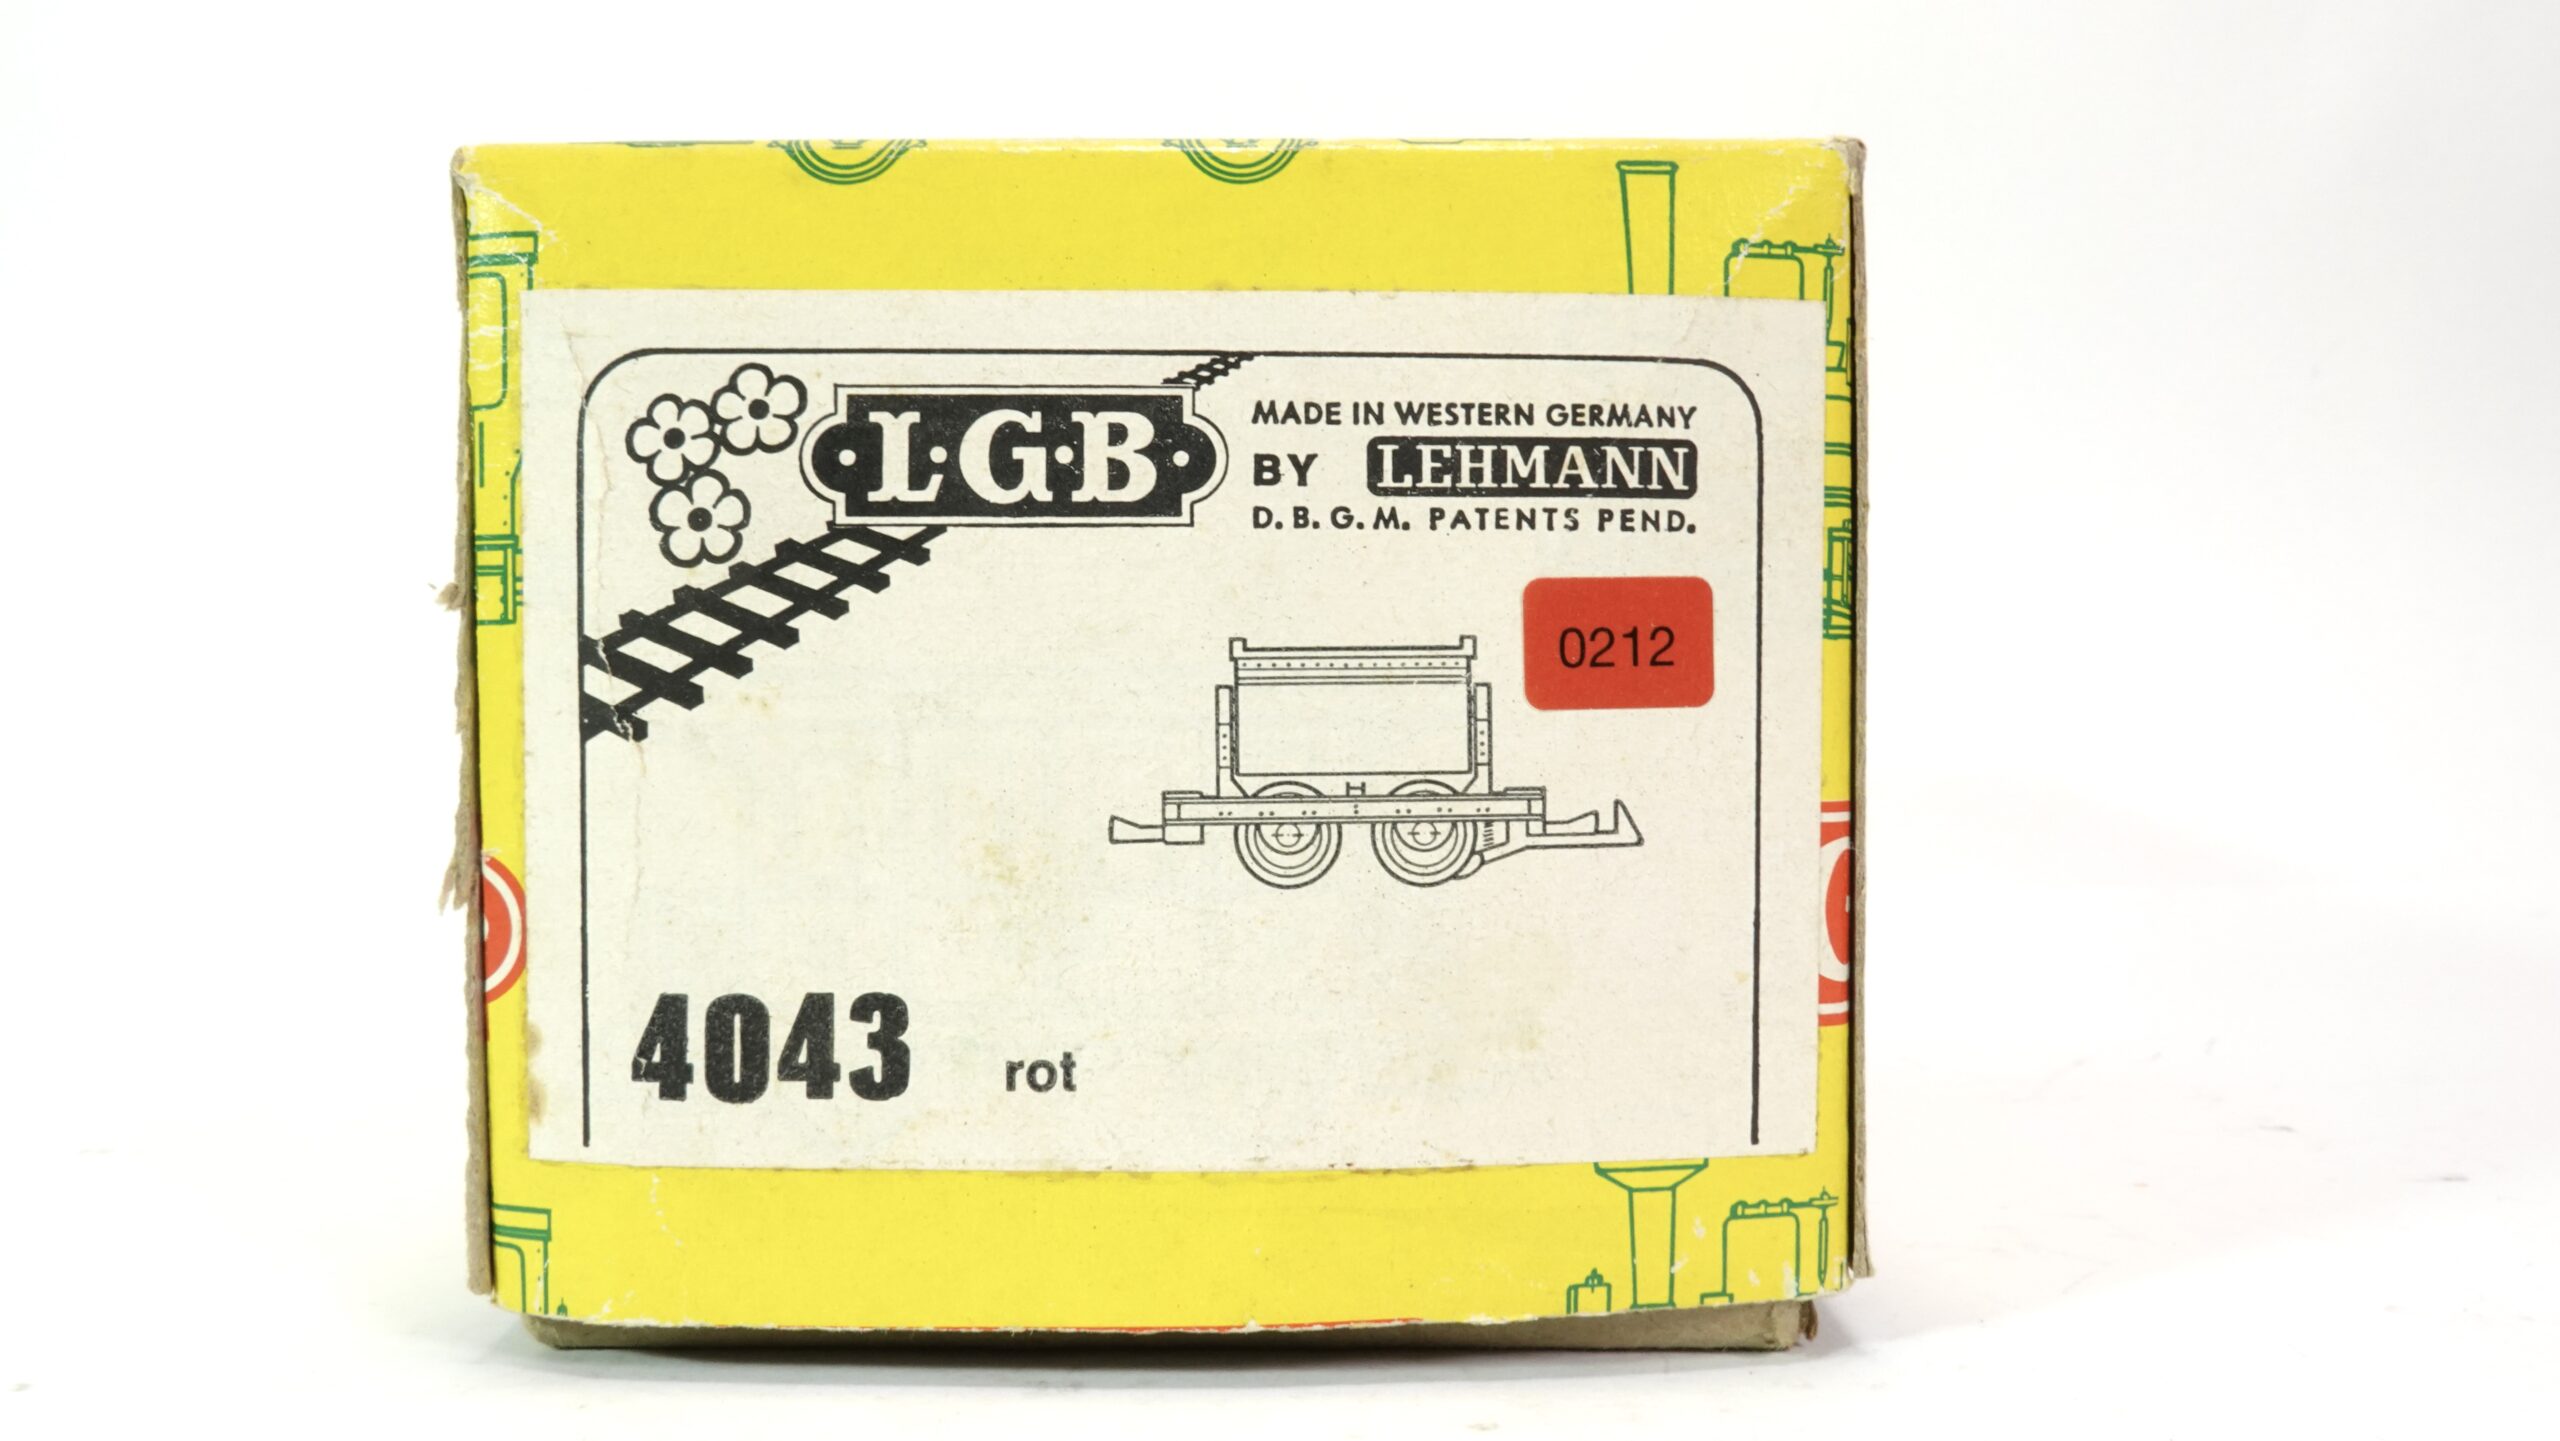 L·G·B
MADE IN WESTERN GERMANY
BY LEHMANN
D. B. G. M. PATENTS PEND.
0212
4043 rot